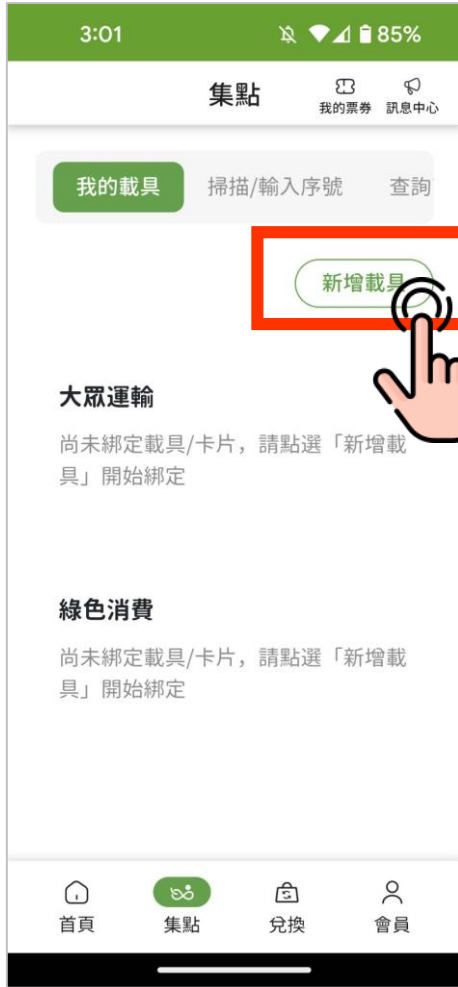 3:01 85%
集點 我的票券 訊息中心
我的載具 掃描/輸入序號 查詢
新增載具
大眾運輸
尚未綁定載具/卡片，請點選「新增載
具」開始綁定
綠色消費
尚未綁定載具/卡片，請點選「新增載
具」開始綁定
首頁 集點 兌換 會員